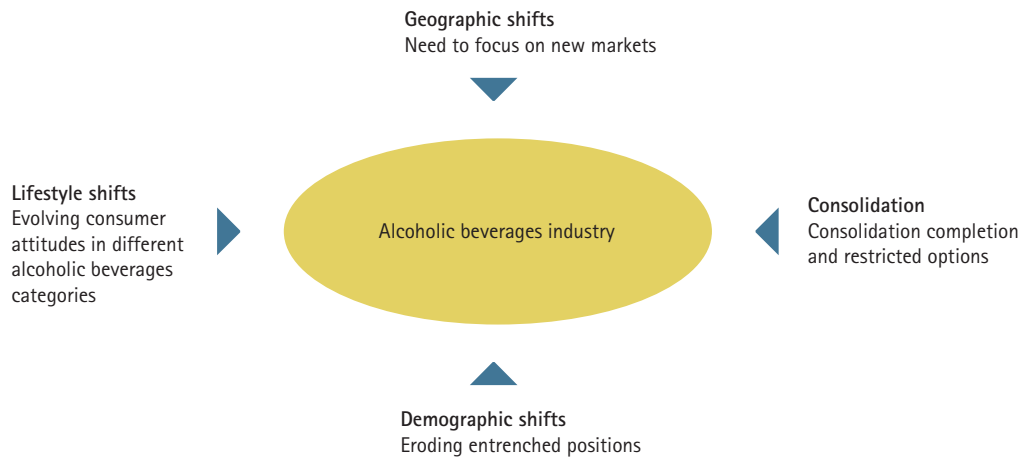 Geographic shifts
Need to focus on new markets
Lifestyle shifts
Evolving consumer
attitudes in different
alcoholic beverages
categories
Alcoholic beverages industry
Consolidation
Consolidation completion
and restricted options
Demographic shifts
Eroding entrenched positions